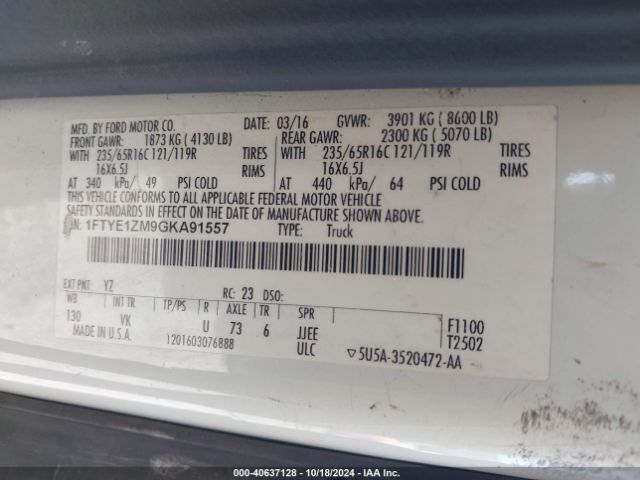 MFD. BY FORD MOTOR CO. DATE: 03/16 GVWR: 3901 KG ( 8600 LB)
FRONT GAWR: 1873 KG ( 4130 LB) REAR GAWR: 2300 KG ( 5070 LB)
WITH 235/65R16C 121/119R TIRES WITH 235/65R16C 121/119R TIRES
16X6.5J RIMS 16X6.5J RIMS
AT 340 kPa/ 49 PSI COLD AT 440 kPa/ 64 PSI COLD
THIS VEHICLE CONFORMS TO ALL APPLICABLE FEDERAL MOTOR VEHICLE
SAFETY STANDARDS IN EFFECT ON THE DATE OF MANUFACTURE SHOWN ABOVE.
1FTYE1ZM9GKA91557 TYPE: Truck
EXT PNT YZ RC: 23 DSO:
WB INT TR TP/PS R AXLE TR SPR
130 VK U 73 6 JJEE F1100
MADE IN U.S.A. 1201603076888 ULC T2502
▽5U5A-3520472-AA
000-40637128 - 10/18/2024 - IAA Inc.